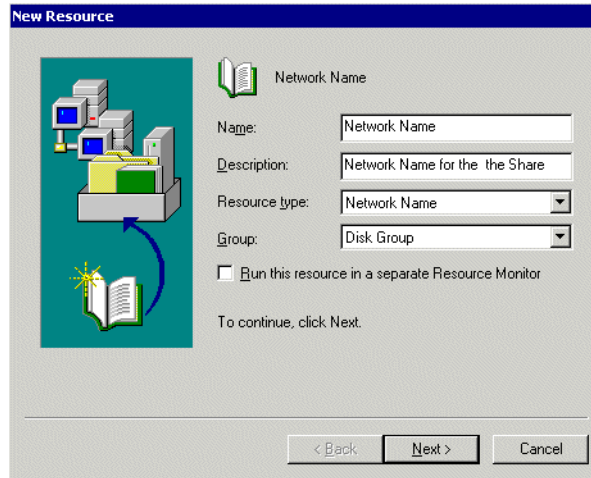 New Resource
Network Name
Name: Network Name
Description: Network Name for the the Share
Resource type: Network Name
Group: Disk Group
Run this resource in a separate Resource Monitor
To continue, click Next.
< Back Next > Cancel